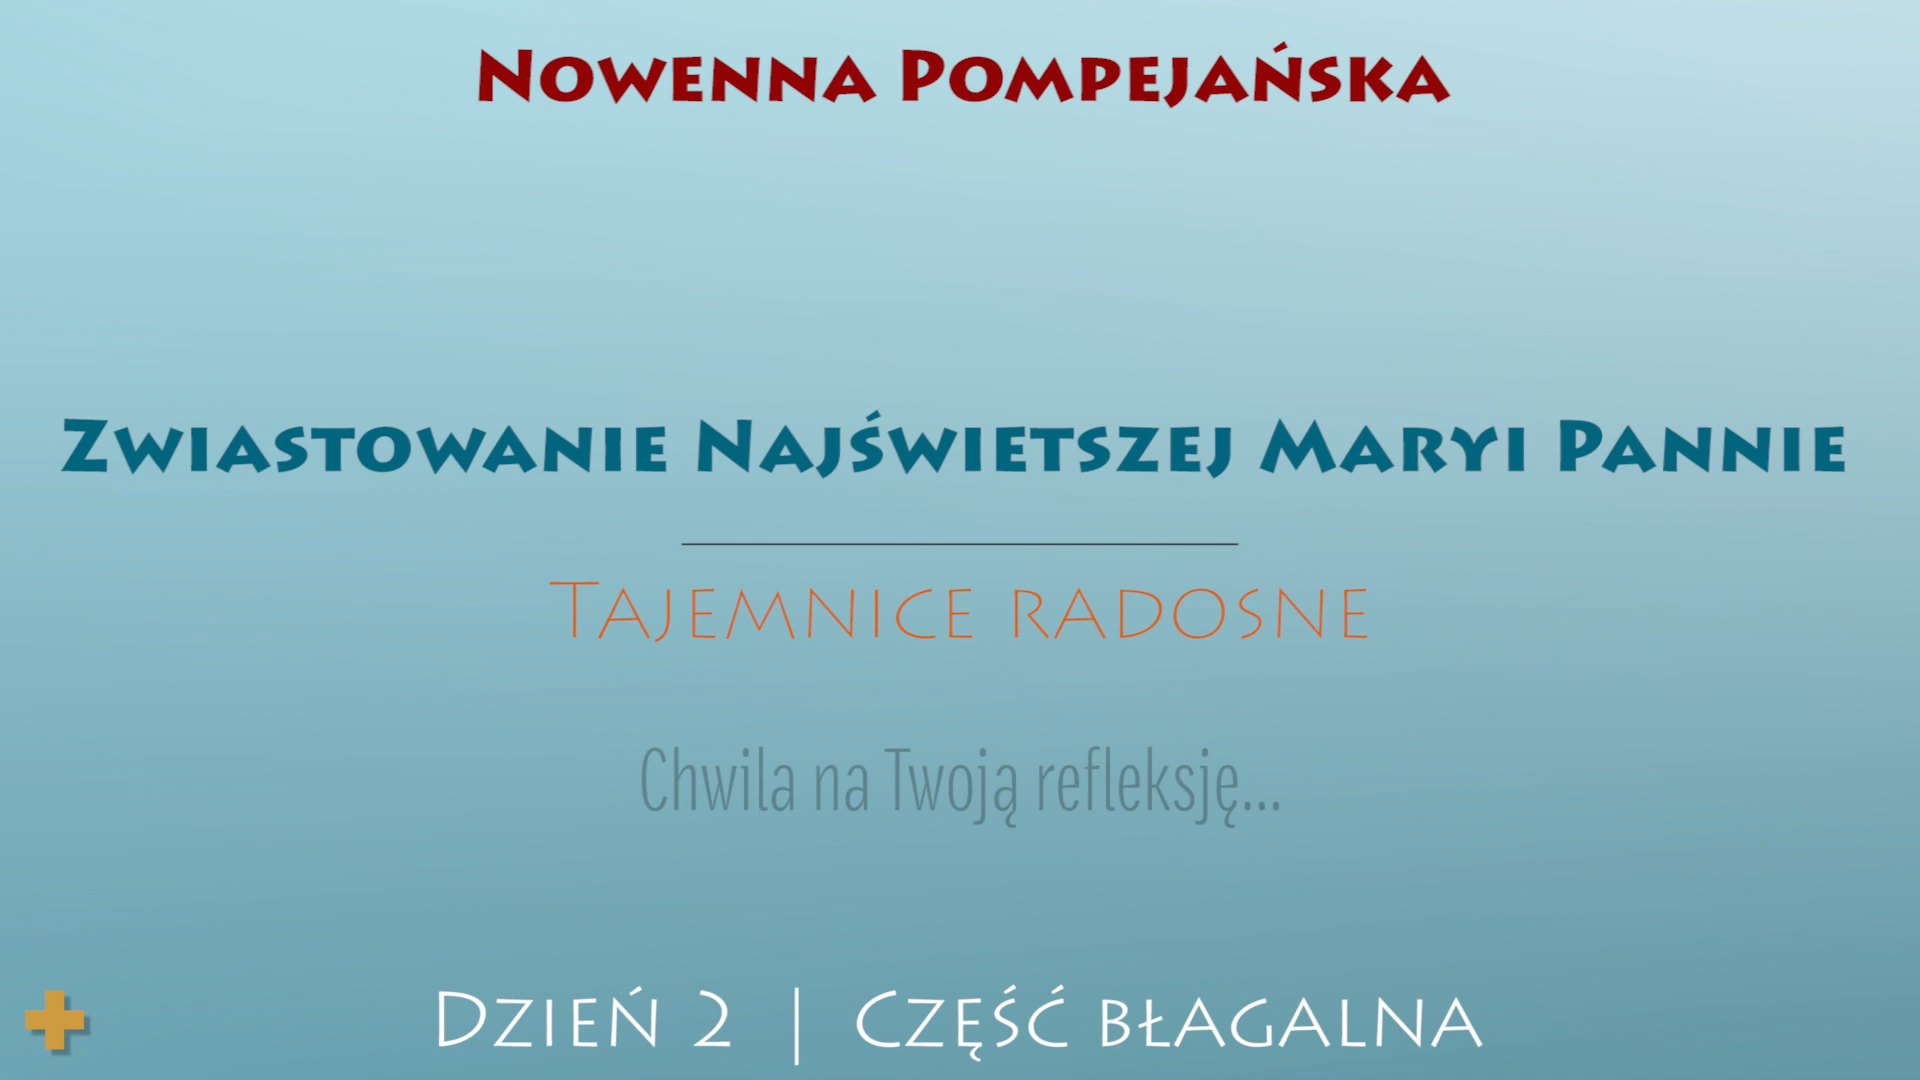 Nowenna Pompejańska
Zwiastowanie Najświetszej Maryi Pannie
Tajemnice radosne
Chwila na Twoją refleksję...
Dzień 2 | Część błagalna